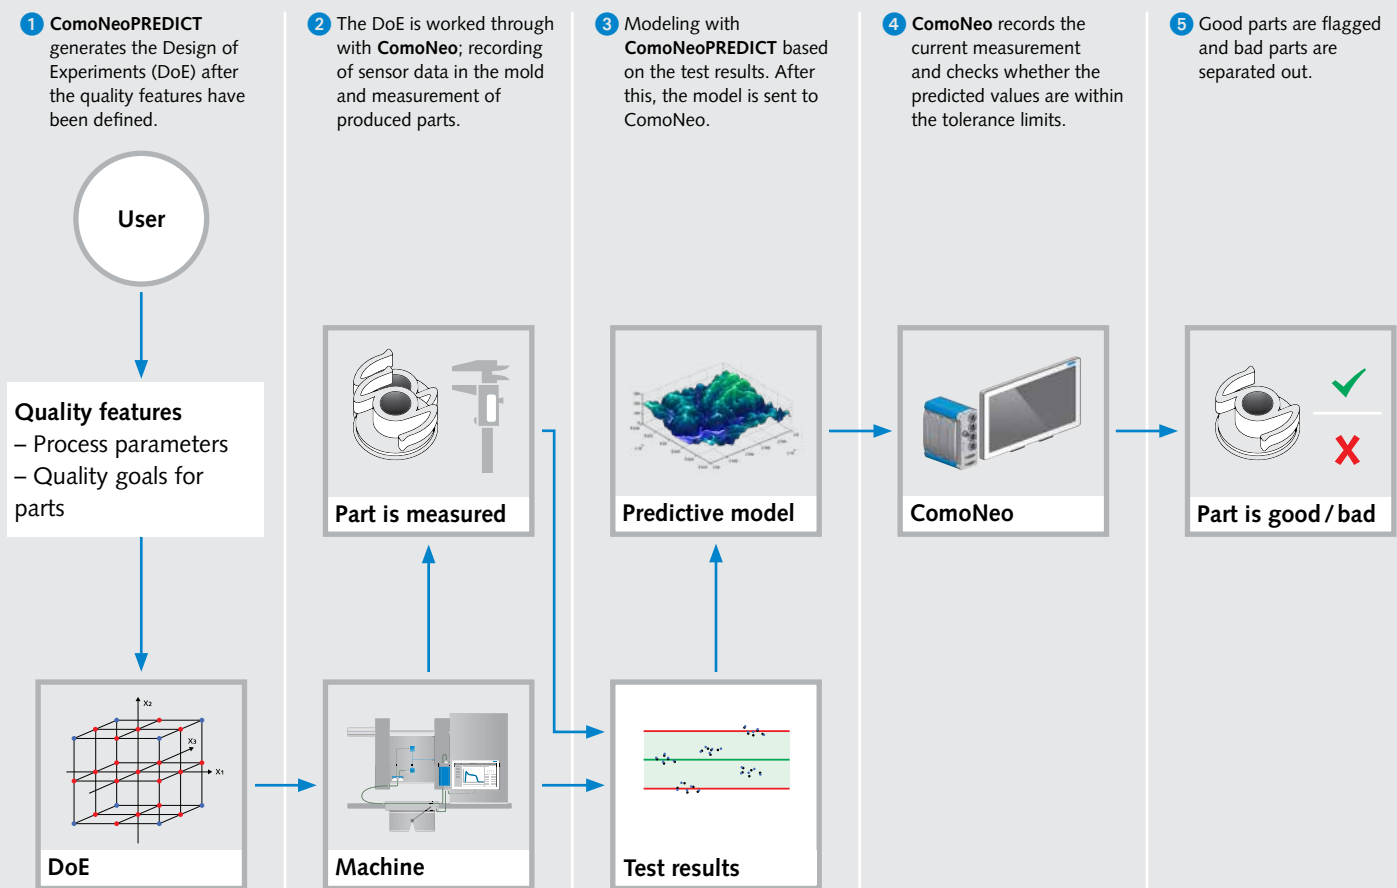 1 ComoNeoPREDICT
generates the Design of
Experiments (DoE) after
the quality features have
been defined.
2 The DoE is worked through
with ComoNeo; recording
of sensor data in the mold
and measurement of
produced parts.
3 Modeling with
ComoNeoPREDICT based
on the test results. After
this, the model is sent to
ComoNeo.
4 ComoNeo records the
current measurement
and checks whether the
predicted values are within
the tolerance limits.
5 Good parts are flagged
and bad parts are
separated out.
User
Quality features
– Process parameters
– Quality goals for
parts
Part is measured
Predictive model
ComoNeo
Part is good / bad
X₂
X₃
X₁
DoE
Machine
Test results